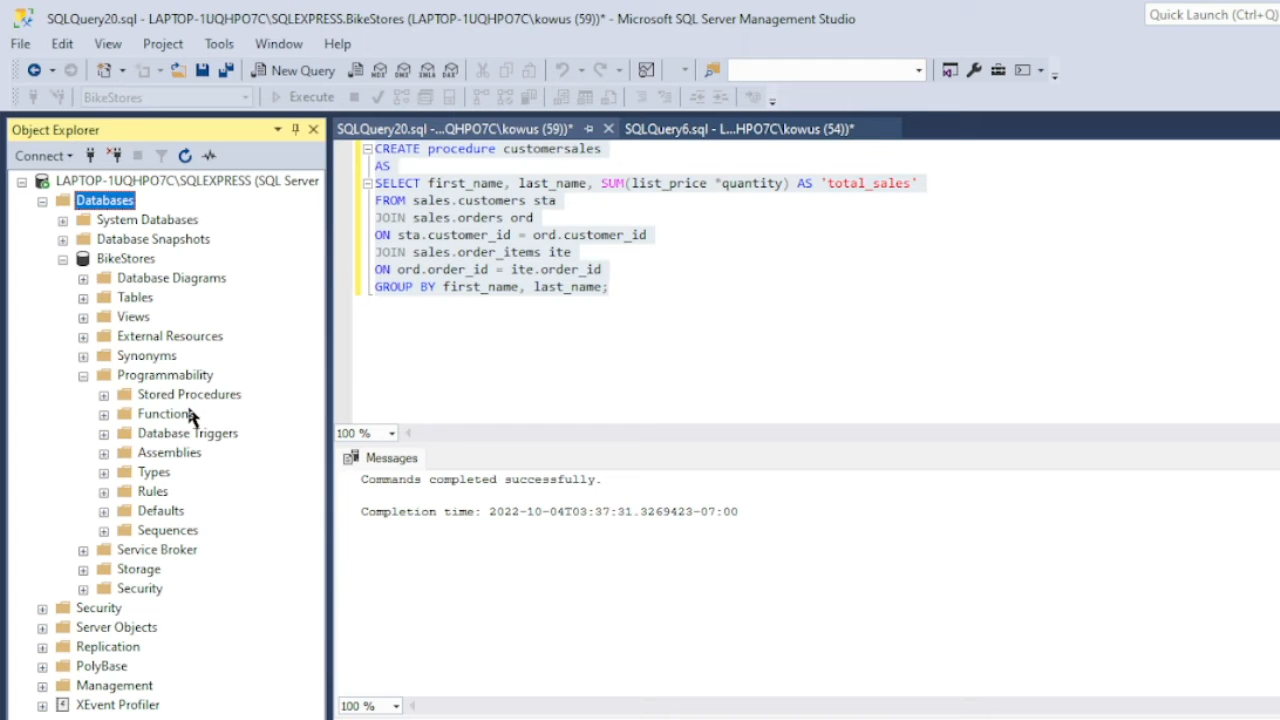 SQLQuery20.sql - LAPTOP-1UQHPO7C\SQLEXPRESS.BikeStores (LAPTOP-1UQHPO7C\kowus (59))* - Microsoft SQL Server Management Studio
Quick Launch (Ctrl+Q)
File Edit View Project Tools Window Help
New Query
BikeStores
Execute
Object Explorer
Connect
LAPTOP-1UQHPO7C\SQLEXPRESS (SQL Server
Databases
System Databases
Database Snapshots
BikeStores
Database Diagrams
Tables
Views
External Resources
Synonyms
Programmability
Stored Procedures
Function
Database Triggers
Assemblies
Types
Rules
Defaults
Sequences
Service Broker
Storage
Security
Security
Server Objects
Replication
PolyBase
Management
XEvent Profiler
SQLQuery20.sql -...QHPO7C\kowus (59))*
SQLQuery6.sql - L...HPO7C\kowus (54))*
CREATE procedure customersales
AS
SELECT first_name, last_name, SUM(list_price *quantity) AS 'total_sales'
FROM sales.customers sta
JOIN sales.orders ord
ON sta.customer_id = ord.customer_id
JOIN sales.order_items ite
ON ord.order_id = ite.order_id
GROUP BY first_name, last_name;
100 %
Messages
Commands completed successfully.
Completion time: 2022-10-04T03:37:31.3269423-07:00
100 %